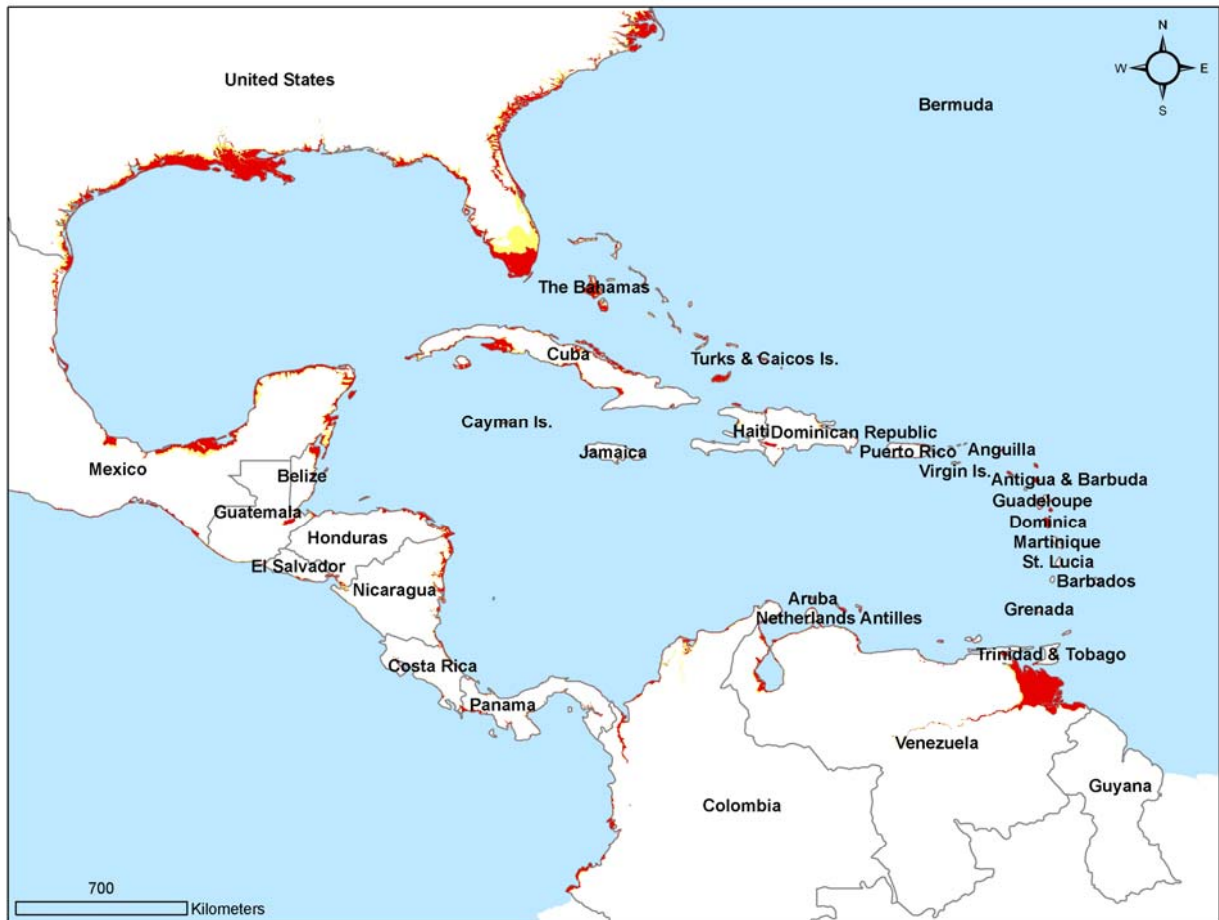 N
W E
S
United States
Bermuda
The Bahamas
Cuba
Turks & Caicos Is.
Cayman Is.
Haiti
Dominican Republic
Jamaica
Puerto Rico
Anguilla
Virgin Is.
Mexico
Belize
Antigua & Barbuda
Guadeloupe
Guatemala
Dominica
Honduras
Martinique
El Salvador
St. Lucia
Nicaragua
Barbados
Aruba
Grenada
Netherlands Antilles
Trinidad & Tobago
Costa Rica
Panama
Venezuela
Guyana
Colombia
700
Kilometers